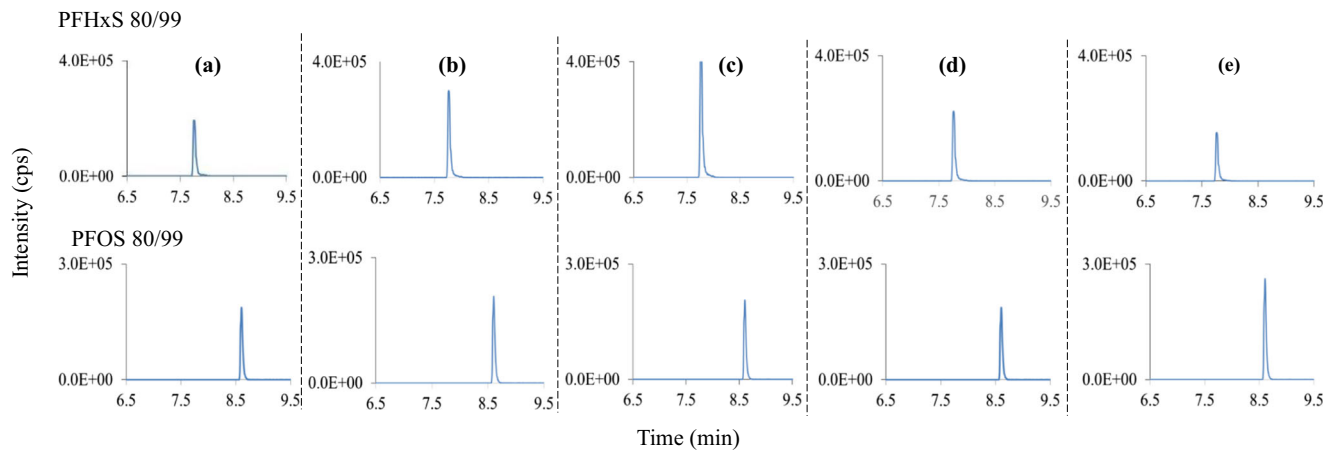 PFHxS 80/99
4.0E+05 (a) 4.0E+05 (b) 4.0E+05 (c) 4.0E+05 (d) 4.0E+05 (e)
0.0E+00 0.0E+00 0.0E+00 0.0E+00 0.0E+00
6.5 7.5 8.5 9.5 6.5 7.5 8.5 9.5 6.5 7.5 8.5 9.5 6.5 7.5 8.5 9.5 6.5 7.5 8.5 9.5
Intensity (cps)
PFOS 80/99
3.0E+05 3.0E+05 3.0E+05 3.0E+05 3.0E+05
0.0E+00 0.0E+00 0.0E+00 0.0E+00 0.0E+00
6.5 7.5 8.5 9.5 6.5 7.5 8.5 9.5 6.5 7.5 8.5 9.5 6.5 7.5 8.5 9.5 6.5 7.5 8.5 9.5
Time (min)